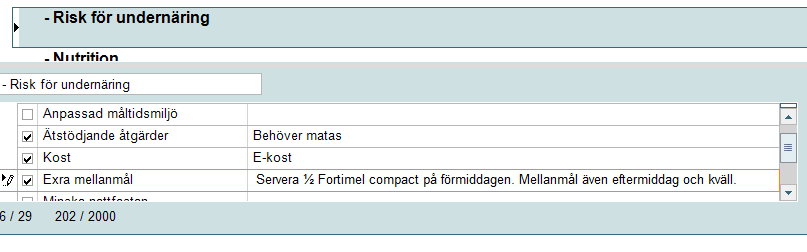 - Risk för undernäring
- Nutrition
- Risk för undernäring
Anpassad måltidsmiljö
Ätstödjande åtgärder Behöver matas
Kost E-kost
Exra mellanmål Servera ½ Fortimel compact på förmiddagen. Mellanmål även eftermiddag och kväll.
Minska nattfastan
6 / 29 202 / 2000